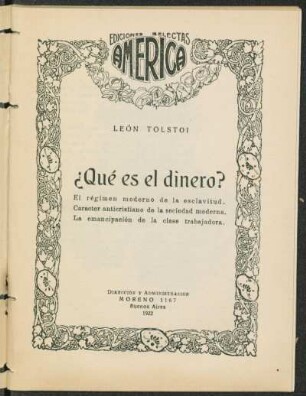 EDICIONES SELECTAS
AMERICA
LEÓN TOLSTOI
¿Qué es el dinero?
El régimen moderno de la esclavitud.
Caracter anticristiano de la sociedad moderna.
La emancipación de la clase trabajadora.
DIRECCIÓN Y ADMINISTRACIÓN
MORENO 1167
Buenos Aires
1922